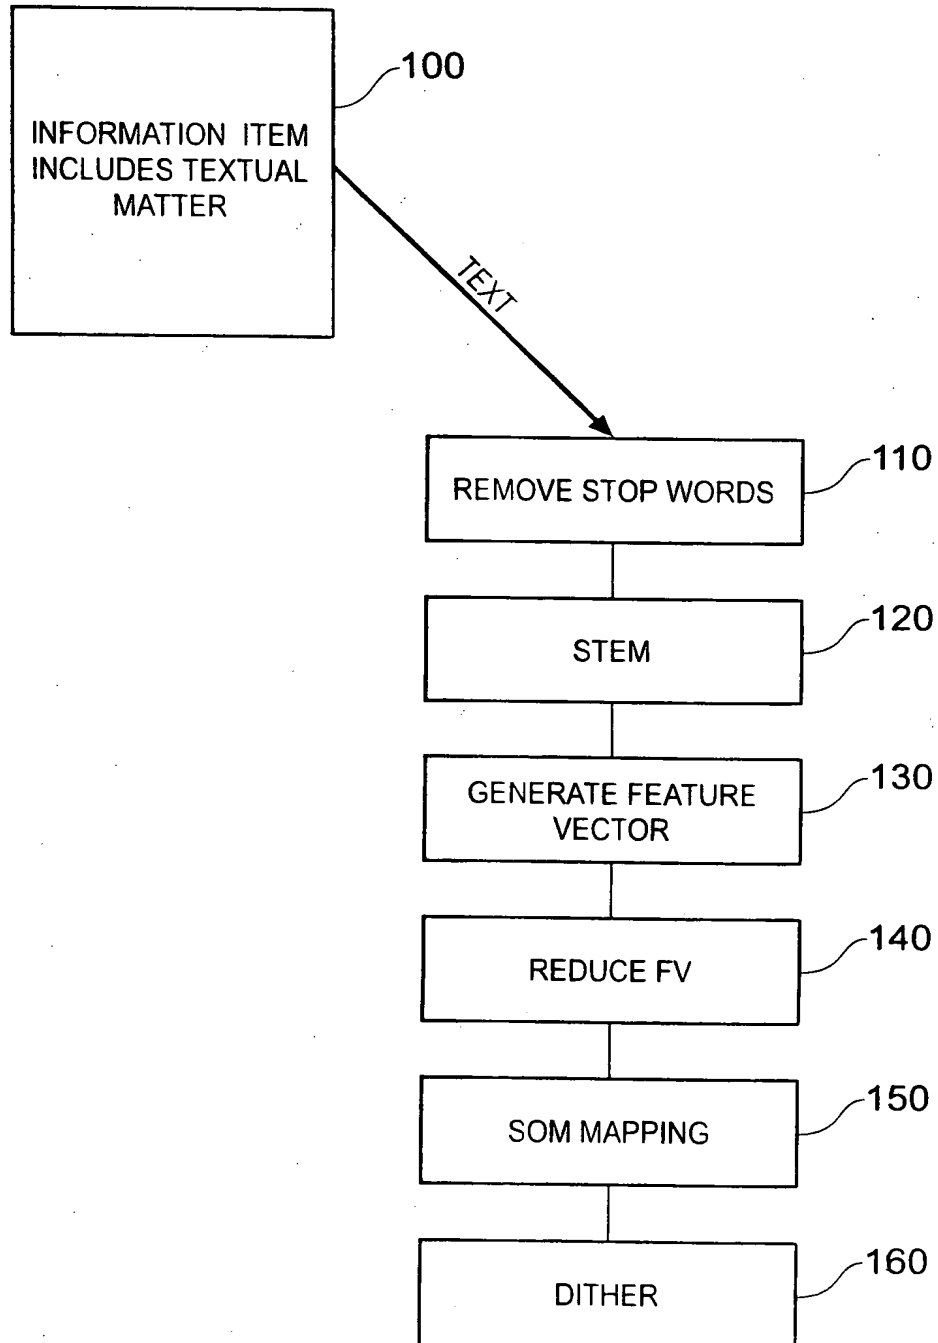 100
INFORMATION ITEM
INCLUDES TEXTUAL
MATTER
TEXT
REMOVE STOP WORDS
110
STEM
120
GENERATE FEATURE
VECTOR
130
REDUCE FV
140
SOM MAPPING
150
DITHER
160